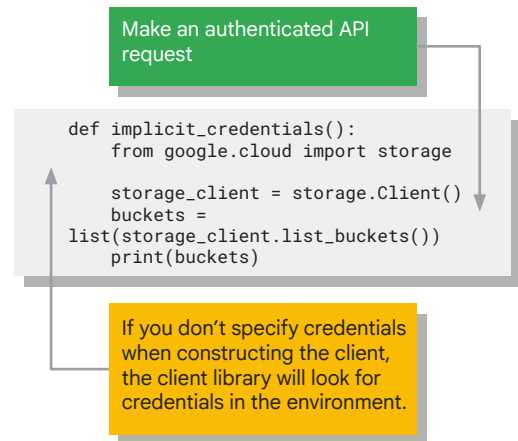 Make an authenticated API
request
def implicit_credentials():
    from google.cloud import storage
    storage_client = storage.Client()
    buckets =
list(storage_client.list_buckets())
    print(buckets)
If you don’t specify credentials
when constructing the client,
the client library will look for
credentials in the environment.